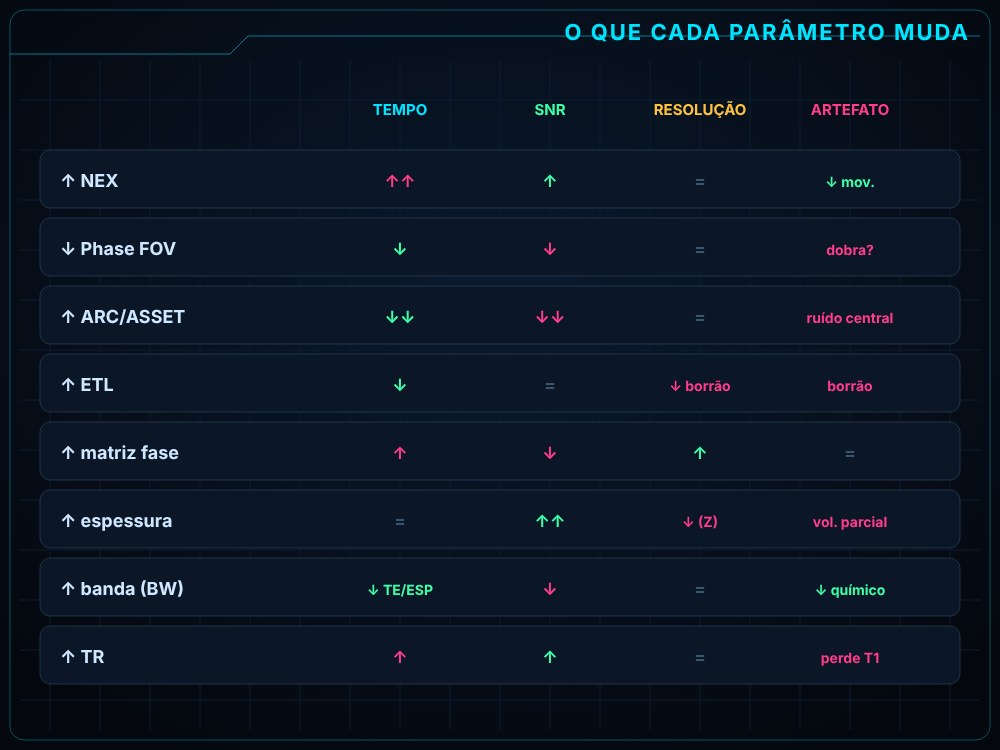 O QUE CADA PARÂMETRO MUDA
TEMPO SNR RESOLUÇÃO ARTEFATO
↑ NEX ↑↑ ↑ = ↓ mov.
↓ Phase FOV ↓ ↓ = dobra?
↑ ARC/ASSET ↓↓ ↓↓ = ruído central
↑ ETL ↓ = ↓ borrão borrão
↑ matriz fase ↑ ↓ ↑ =
↑ espessura = ↑↑ ↓ (Z) vol. parcial
↑ banda (BW) ↓ TE/ESP ↓ = ↓ químico
↑ TR ↑ ↑ = perde T1